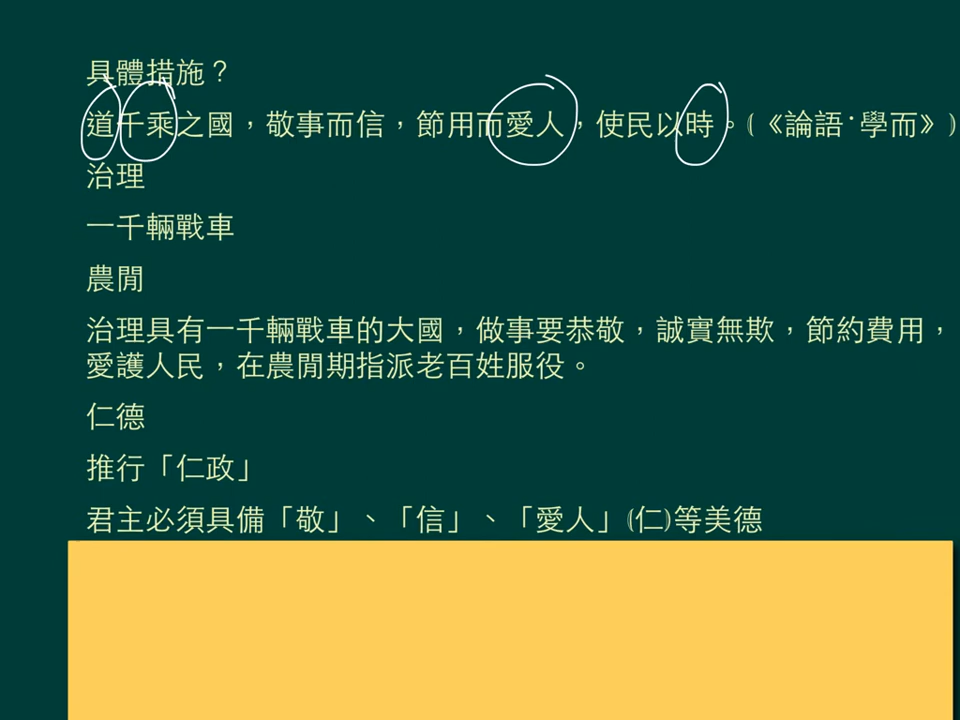 具體措施？
道千乘之國，敬事而信，節用而愛人，使民以時。(《論語·學而》)
治理
一千輛戰車
農閒
治理具有一千輛戰車的大國，做事要恭敬，誠實無欺，節約費用，
愛護人民，在農閒期指派老百姓服役。
仁德
推行「仁政」
君主必須具備「敬」、「信」、「愛人」(仁)等美德